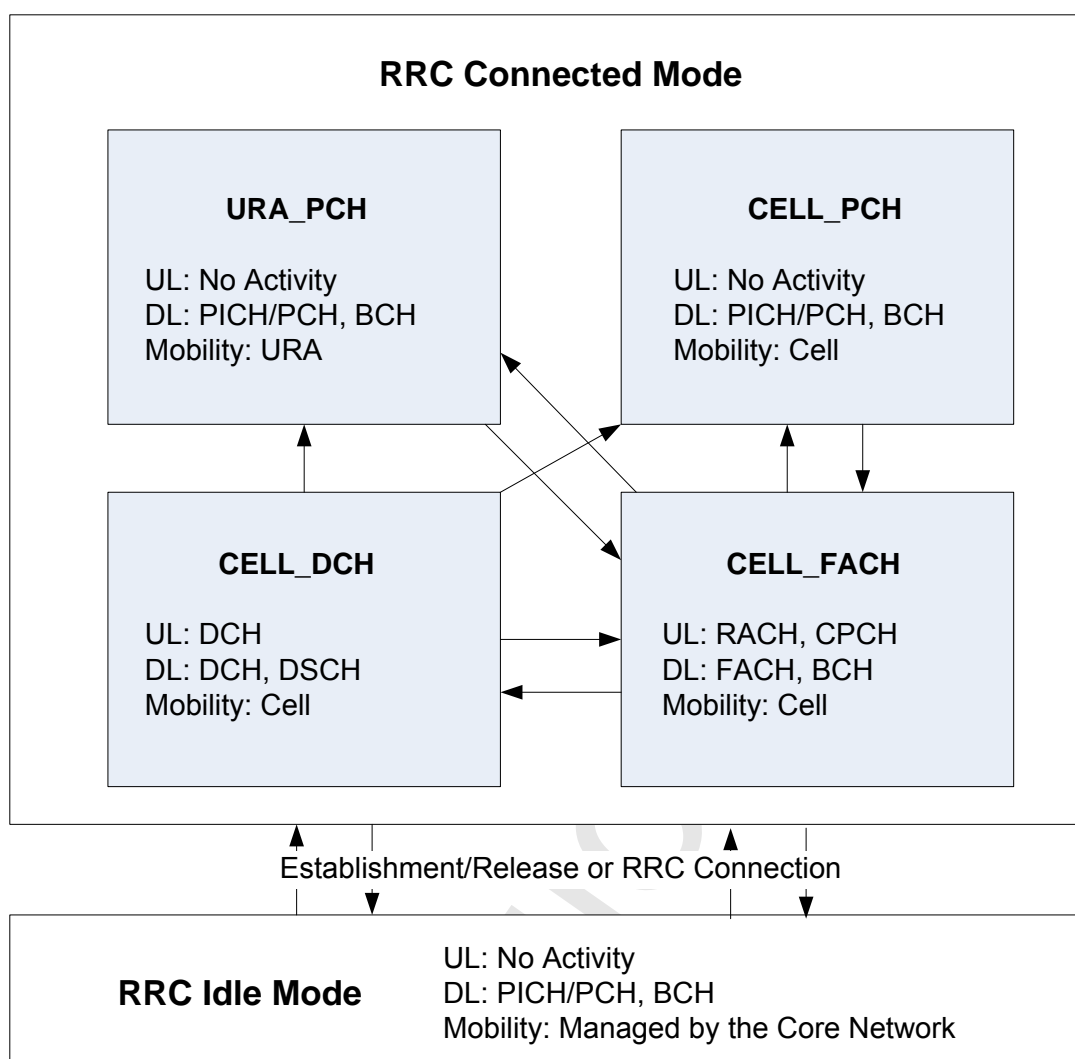 RRC Connected Mode
URA_PCH
UL: No Activity
DL: PICH/PCH, BCH
Mobility: URA
CELL_PCH
UL: No Activity
DL: PICH/PCH, BCH
Mobility: Cell
CELL_DCH
UL: DCH
DL: DCH, DSCH
Mobility: Cell
CELL_FACH
UL: RACH, CPCH
DL: FACH, BCH
Mobility: Cell
Establishment/Release or RRC Connection
RRC Idle Mode
UL: No Activity
DL: PICH/PCH, BCH
Mobility: Managed by the Core Network